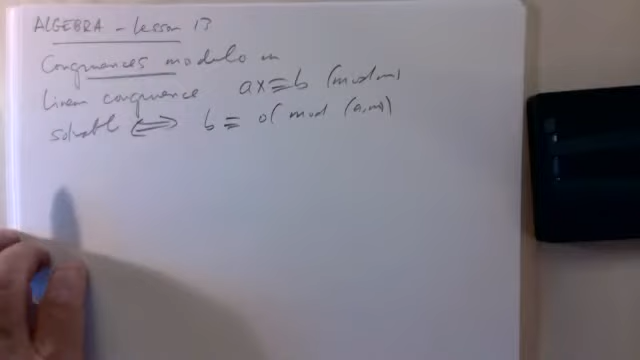 ALGEBRA - Lesson 13
Congruences modulo m
Linear congruence ax ≡ b (mod m)
solvable ⇔ b ≡ 0 (mod (a,m))